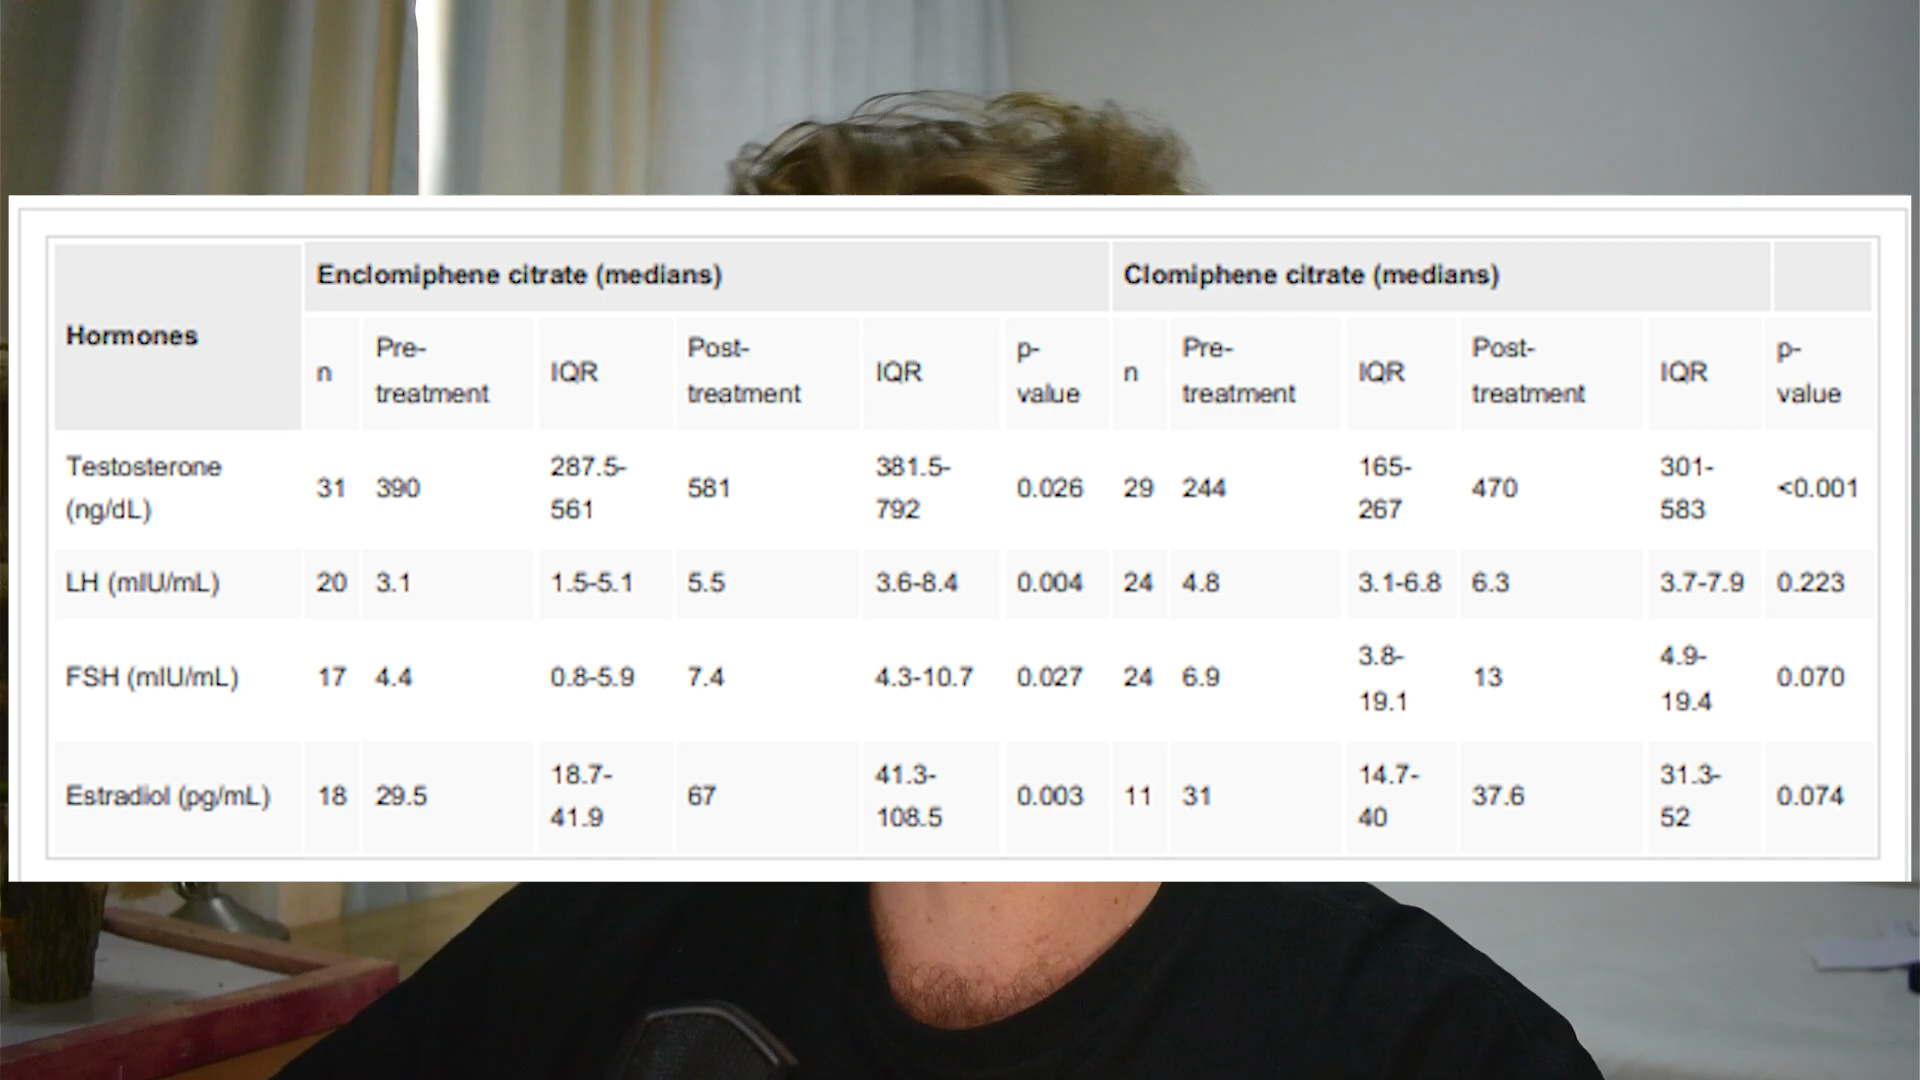 Hormones Enclomiphene citrate (medians) Clomiphene citrate (medians)
n Pre-treatment IQR Post-treatment IQR p-value n Pre-treatment IQR Post-treatment IQR p-value
Testosterone (ng/dL) 31 390 287.5-561 581 381.5-792 0.026 29 244 165-267 470 301-583 <0.001
LH (mIU/mL) 20 3.1 1.5-5.1 5.5 3.6-8.4 0.004 24 4.8 3.1-6.8 6.3 3.7-7.9 0.223
FSH (mIU/mL) 17 4.4 0.8-5.9 7.4 4.3-10.7 0.027 24 6.9 3.8-19.1 13 4.9-19.4 0.070
Estradiol (pg/mL) 18 29.5 18.7-41.9 67 41.3-108.5 0.003 11 31 14.7-40 37.6 31.3-52 0.074